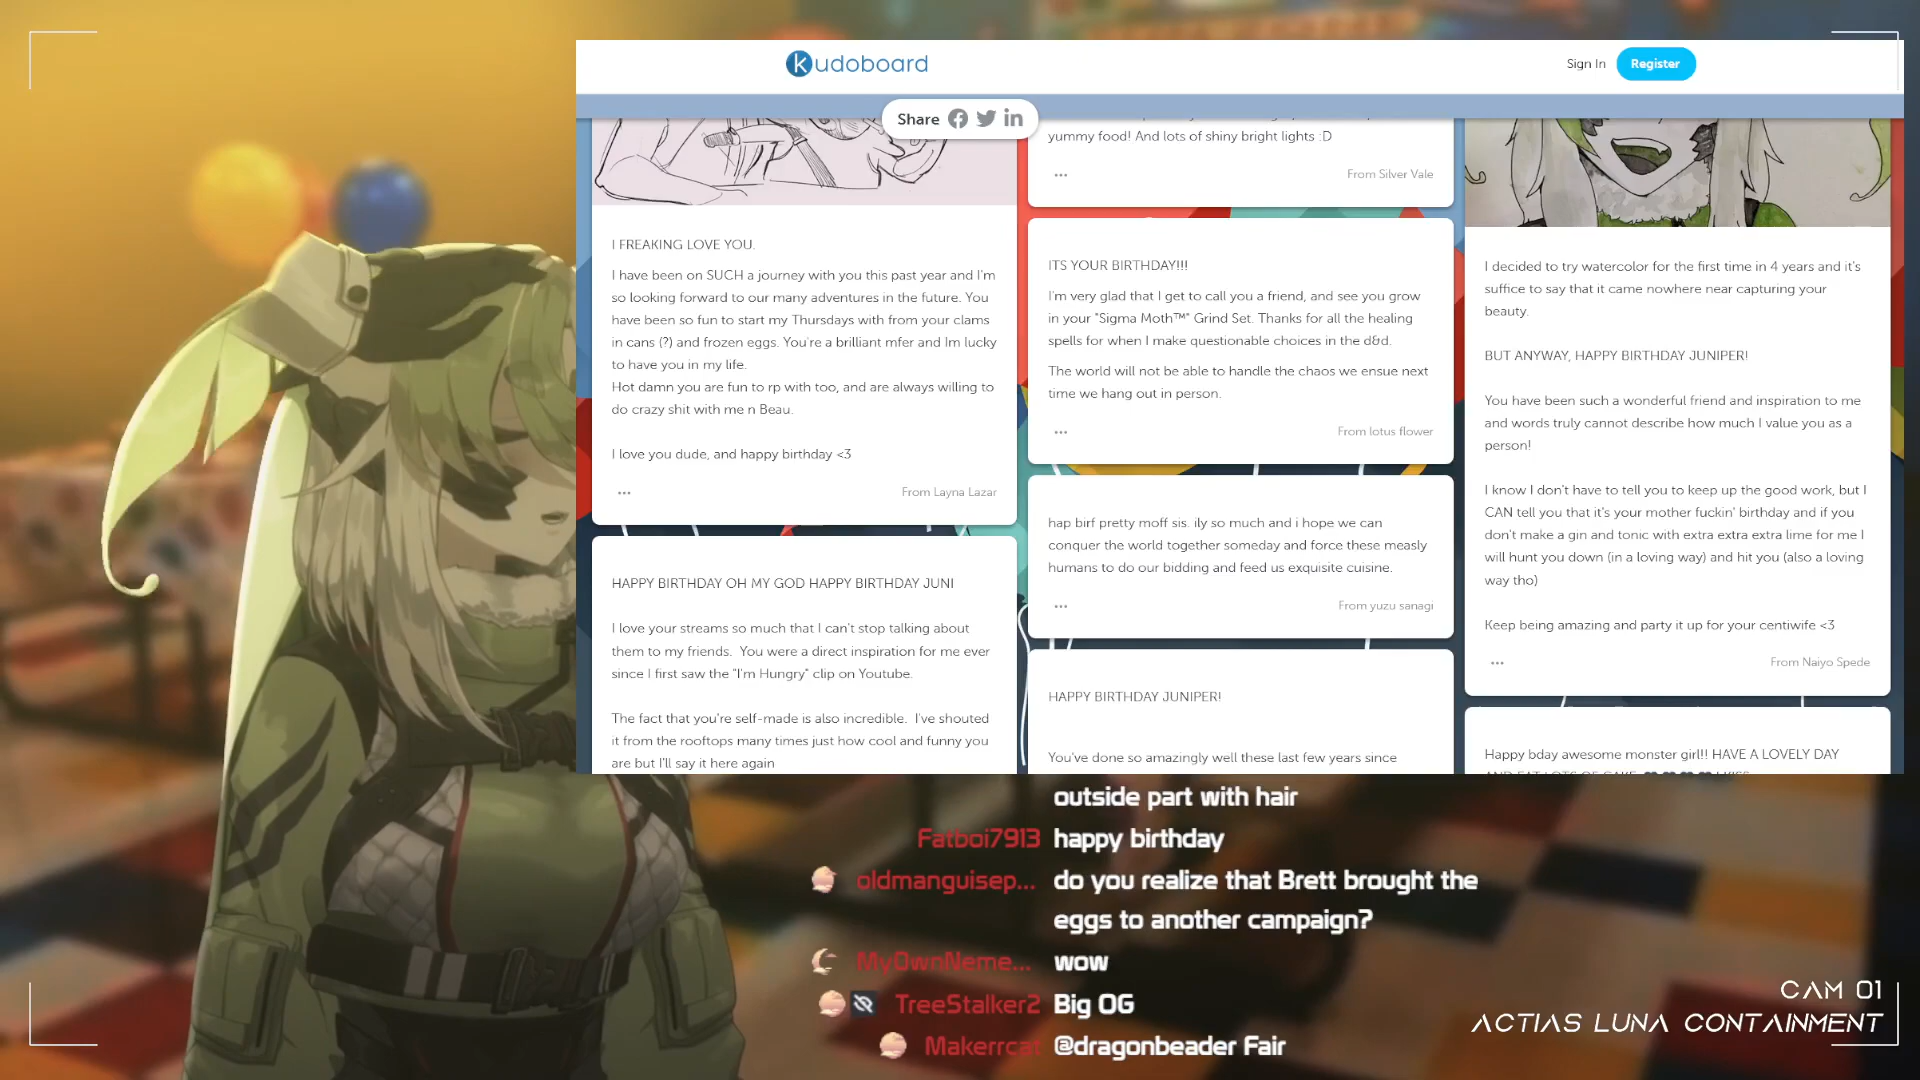 kudoboard
Sign In
Register
Share
I FREAKING LOVE YOU.
I have been on SUCH a journey with you this past year and I'm
so looking forward to our many adventures in the future. You
have been so fun to start my Thursdays with from your clams
in cans (?) and frozen eggs. You're a brilliant mfer and Im lucky
to have you in my life.
Hot damn you are fun to rp with too, and are always willing to
do crazy shit with me n Beau.
I love you dude, and happy birthday <3
...
From Layna Lazar
HAPPY BIRTHDAY OH MY GOD HAPPY BIRTHDAY JUNI
I love your streams so much that I can't stop talking about
them to my friends.  You were a direct inspiration for me ever
since I first saw the "I'm Hungry" clip on Youtube.
The fact that you're self-made is also incredible.  I've shouted
it from the rooftops many times just how cool and funny you
are but I'll say it here again
yummy food! And lots of shiny bright lights :D
...
From Silver Vale
ITS YOUR BIRTHDAY!!!
I'm very glad that I get to call you a friend, and see you grow
in your "Sigma Moth™" Grind Set. Thanks for all the healing
spells for when I make questionable choices in the d&d.
The world will not be able to handle the chaos we ensue next
time we hang out in person.
...
From lotus flower
hap birf pretty moff sis. ily so much and i hope we can
conquer the world together someday and force these measly
humans to do our bidding and feed us exquisite cuisine.
...
From yuzu sanagi
HAPPY BIRTHDAY JUNIPER!
You've done so amazingly well these last few years since
I decided to try watercolor for the first time in 4 years and it's
suffice to say that it came nowhere near capturing your
beauty.
BUT ANYWAY, HAPPY BIRTHDAY JUNIPER!
You have been such a wonderful friend and inspiration to me
and words truly cannot describe how much I value you as a
person!
I know I don't have to tell you to keep up the good work, but I
CAN tell you that it's your mother fuckin' birthday and if you
don't make a gin and tonic with extra extra extra lime for me I
will hunt you down (in a loving way) and hit you (also a loving
way tho)
Keep being amazing and party it up for your centiwife <3
...
From Naiyo Spede
Happy bday awesome monster girl!! HAVE A LOVELY DAY
AND EAT LOTS OF CAKE
outside part with hair
Fatboi7913 happy birthday
oldmanguisep... do you realize that Brett brought the
eggs to another campaign?
MyOwnNeme... wow
TreeStalker2 Big OG
Makerrcat @dragonbeader Fair
CAM 01
ACTIAS LUNA CONTAINMENT